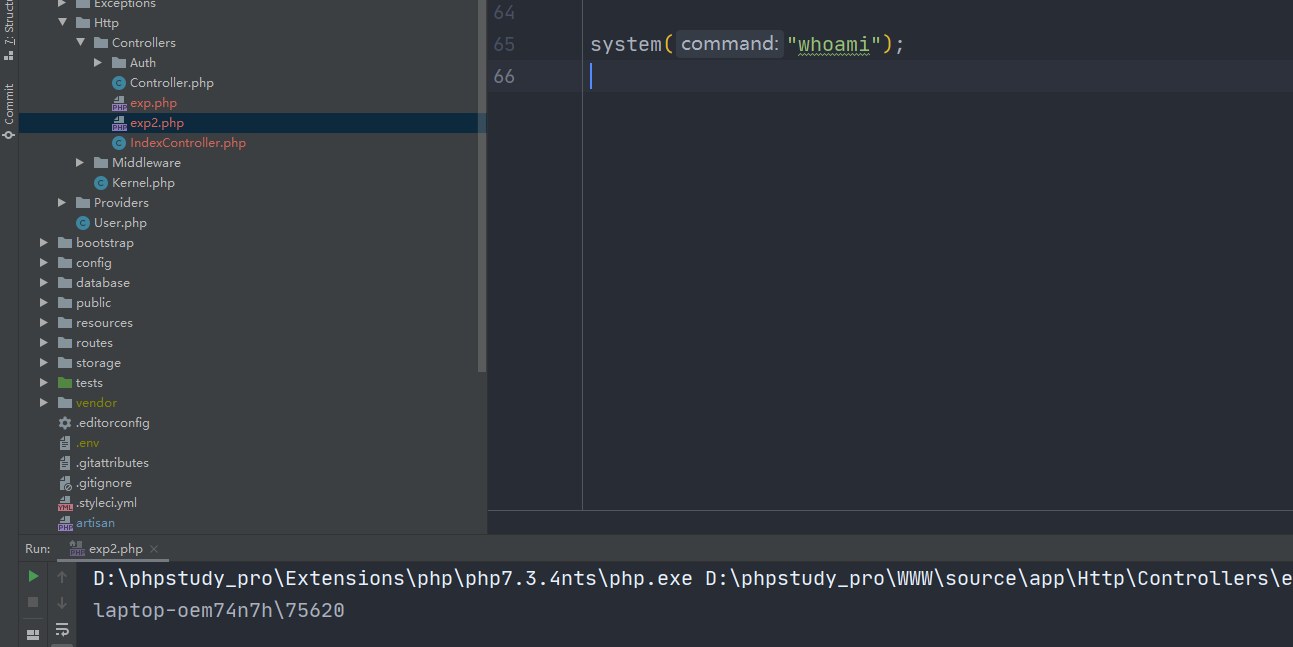 Exceptions
Http
Controllers
Auth
Controller.php
exp.php
exp2.php
IndexController.php
Middleware
Kernel.php
Providers
User.php
bootstrap
config
database
public
resources
routes
storage
tests
vendor
.editorconfig
.env
.gitattributes
.gitignore
.styleci.yml
artisan
Commit
64
65 system( command: "whoami");
66
Run: exp2.php
D:\phpstudy_pro\Extensions\php\php7.3.4nts\php.exe D:\phpstudy_pro\WWW\source\app\Http\Controllers\e
laptop-oem74n7h\75620